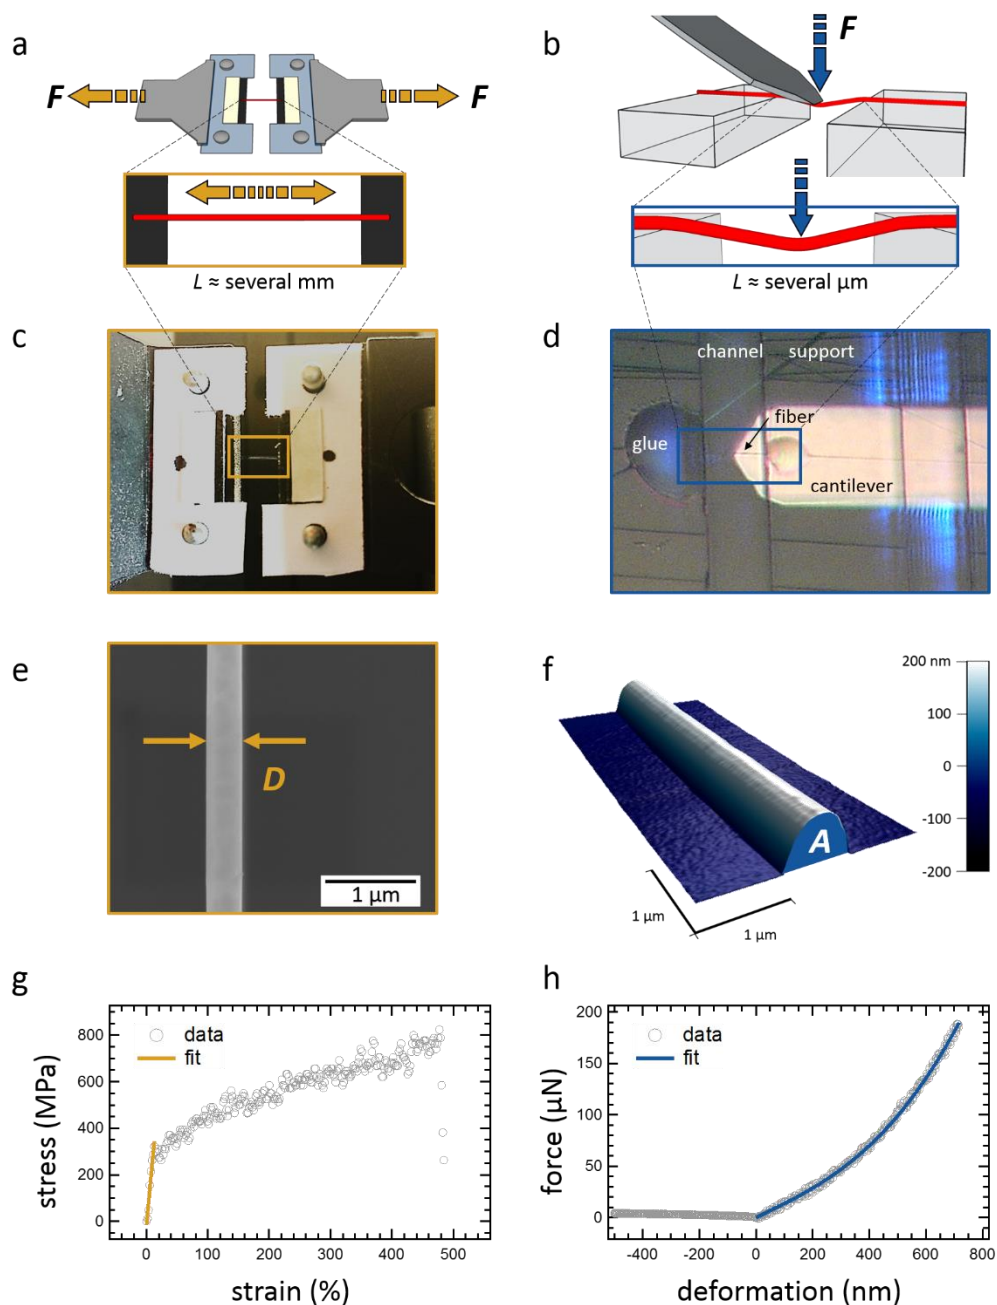 a
b
F
F
F
L ≈ several mm
L ≈ several μm
c
d
channel
support
fiber
glue
cantilever
e
f
D
1 μm
200 nm
100
0
-100
-200
A
1 μm
1 μm
g
h
data
fit
800
600
400
200
0
0
100
200
300
400
500
stress (MPa)
strain (%)
data
fit
200
150
100
50
0
-400
-200
0
200
400
600
800
force (μN)
deformation (nm)